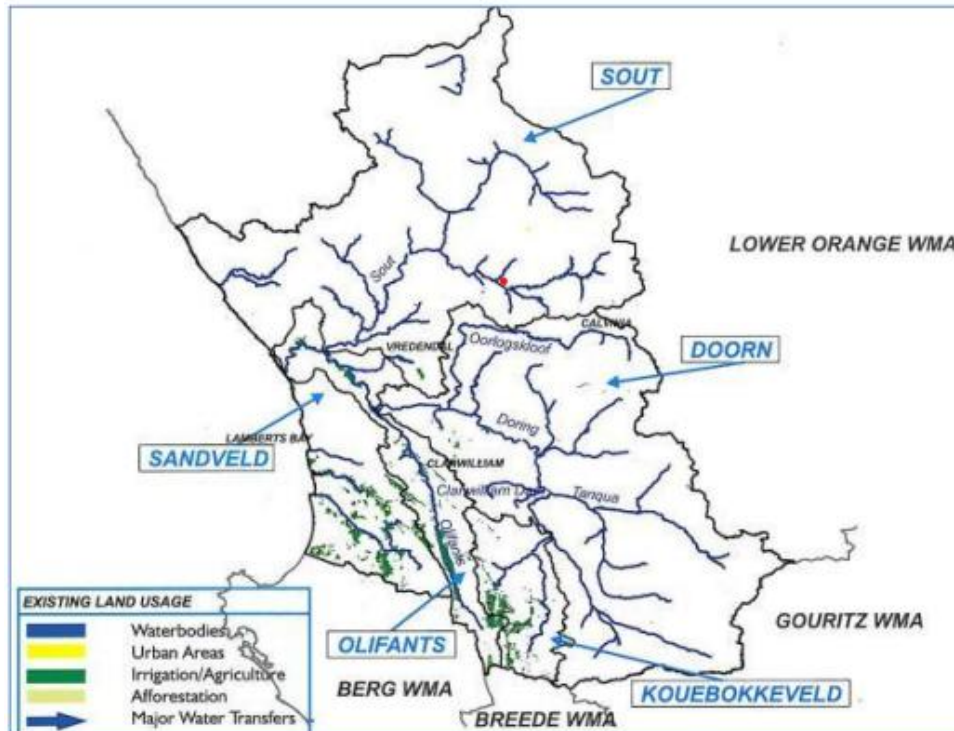 SOUT
LOWER ORANGE WMA
Sout
CALVINIA
VREDENDAL
Oorlogskloof
DOORN
Doring
LAMBERTS BAY
SANDVELD
CLANWILLIAM
Clanwilliam Dam
Tanqua
Olifants
EXISTING LAND USAGE
Waterbodies
Urban Areas
Irrigation/Agriculture
Afforestation
Major Water Transfers
OLIFANTS
GOURITZ WMA
BERG WMA
KOUEBOKKEVELD
BREEDE WMA